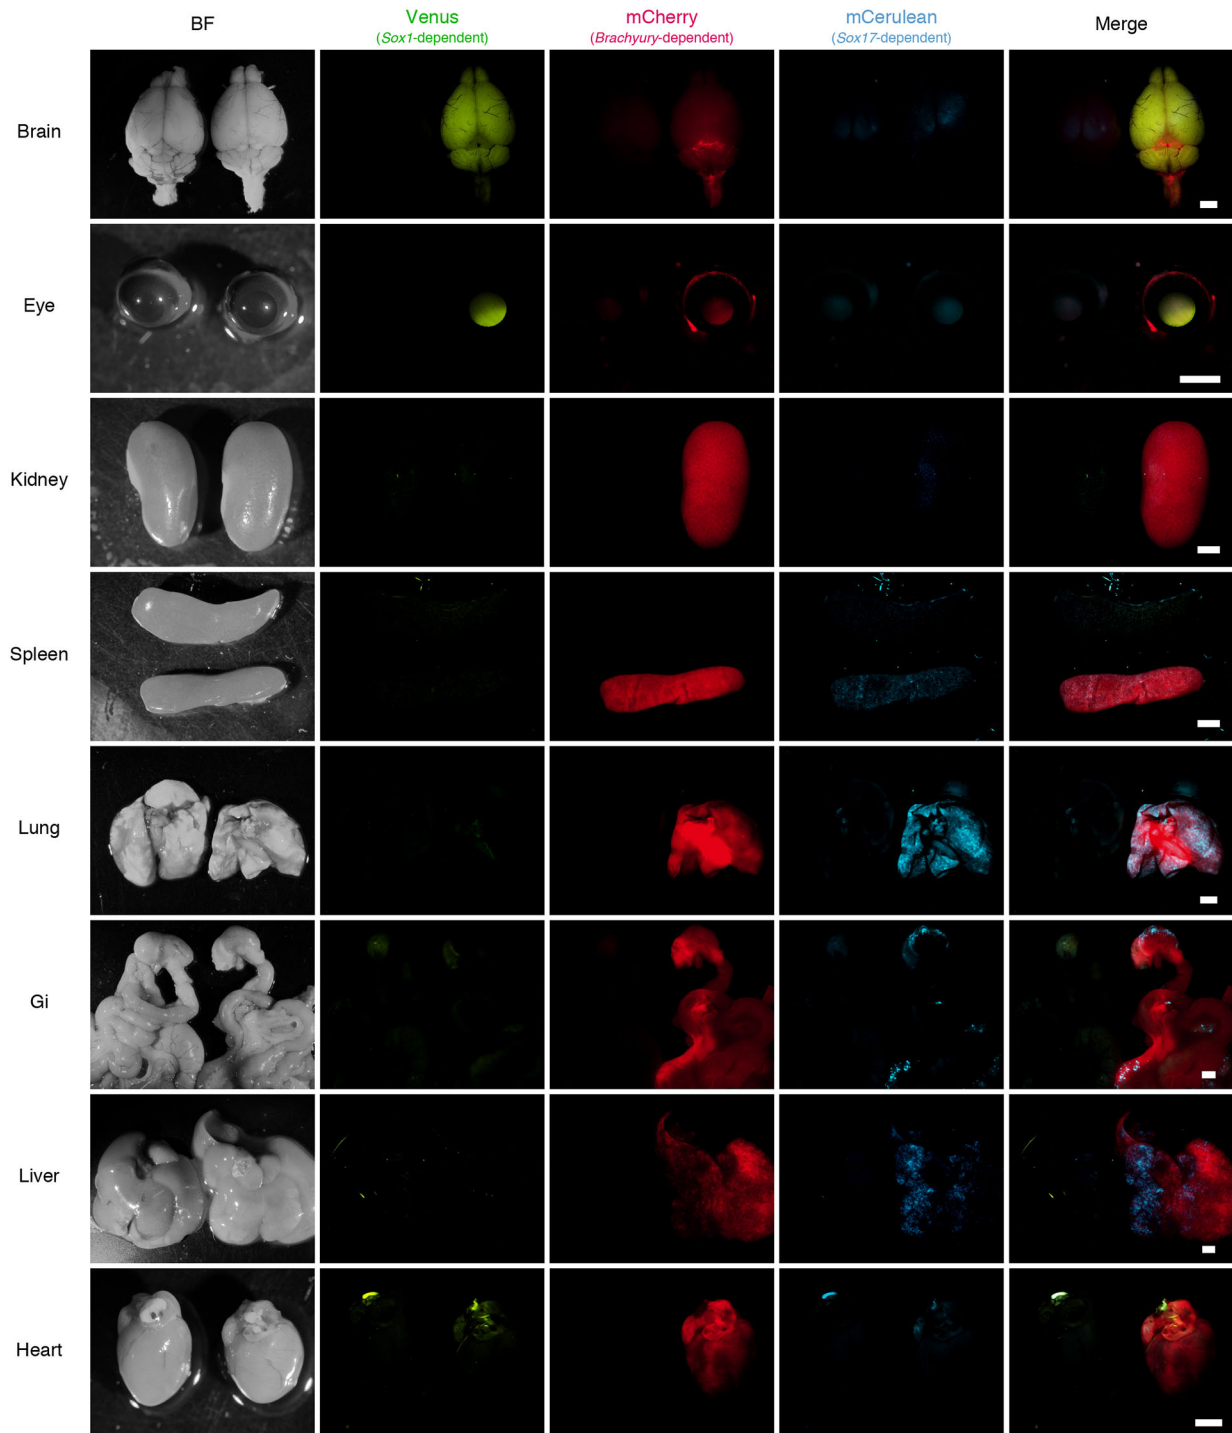 BF
Venus
(Sox1-dependent)
mCherry
(Brachyury-dependent)
mCerulean
(Sox17-dependent)
Merge
Brain
Eye
Kidney
Spleen
Lung
Gi
Liver
Heart